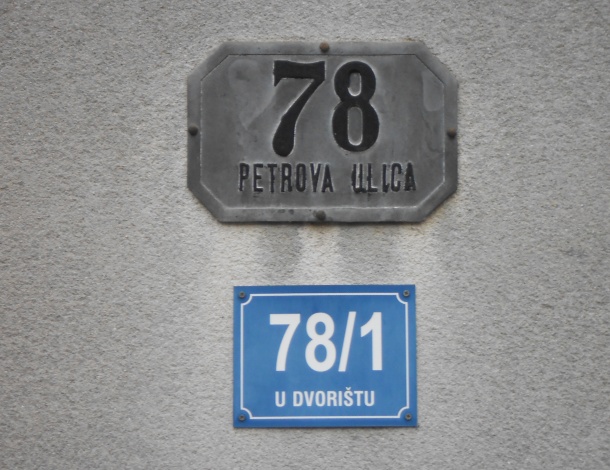 78
PETROVA ULICA
78/1
U DVORIŠTU